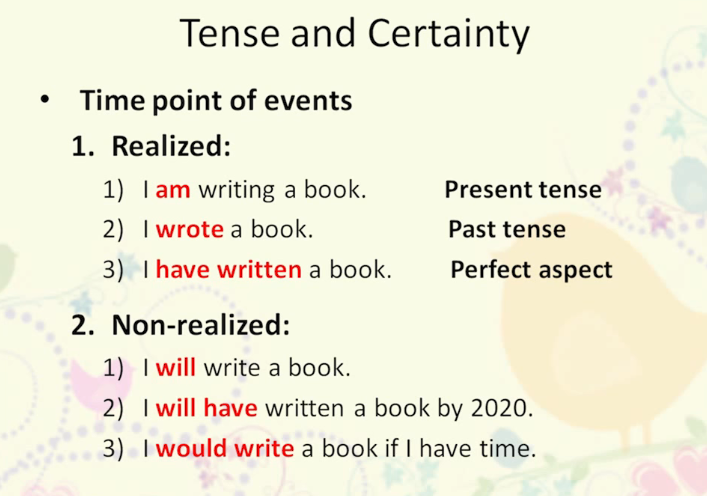 Tense and Certainty
• Time point of events
1. Realized:
1) I am writing a book. Present tense
2) I wrote a book. Past tense
3) I have written a book. Perfect aspect
2. Non-realized:
1) I will write a book.
2) I will have written a book by 2020.
3) I would write a book if I have time.